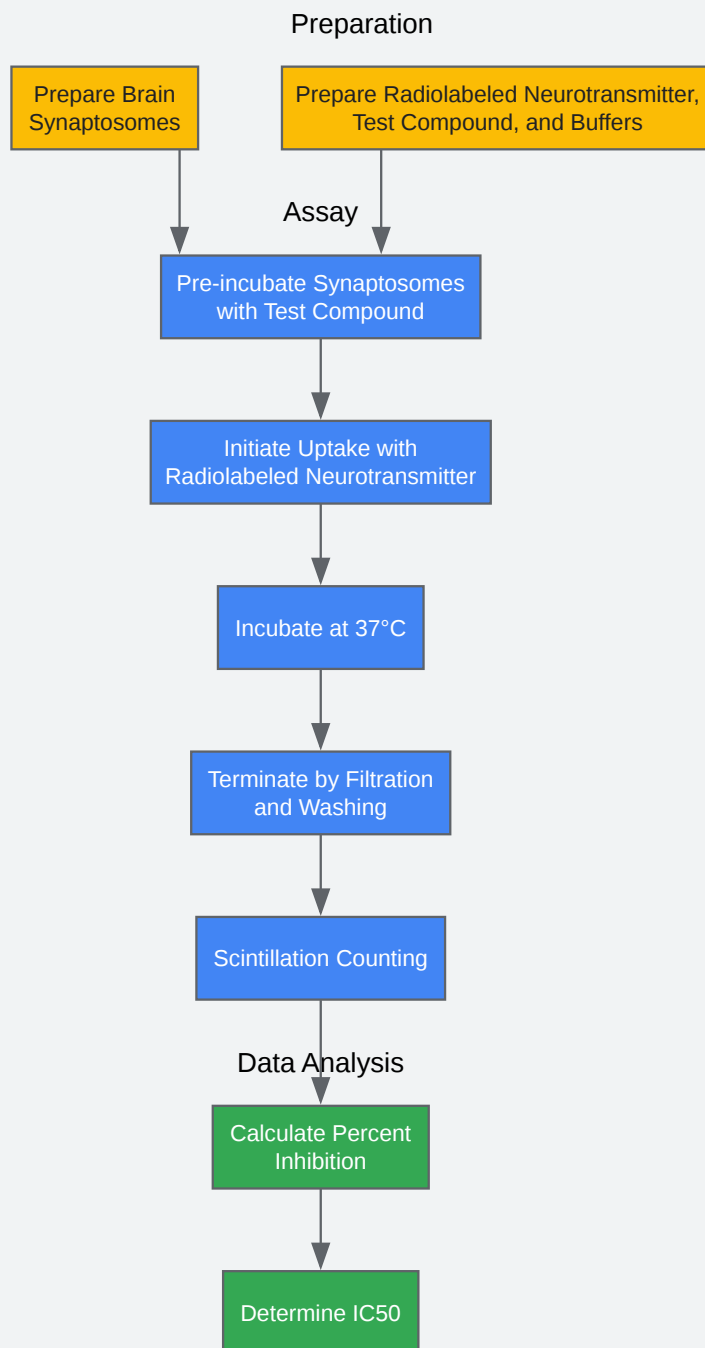 Preparation
Prepare Brain
Synaptosomes
Prepare Radiolabeled Neurotransmitter,
Test Compound, and Buffers
Assay
Pre-incubate Synaptosomes
with Test Compound
Initiate Uptake with
Radiolabeled Neurotransmitter
Incubate at 37°C
Terminate by Filtration
and Washing
Scintillation Counting
Data Analysis
Calculate Percent
Inhibition
Determine IC50